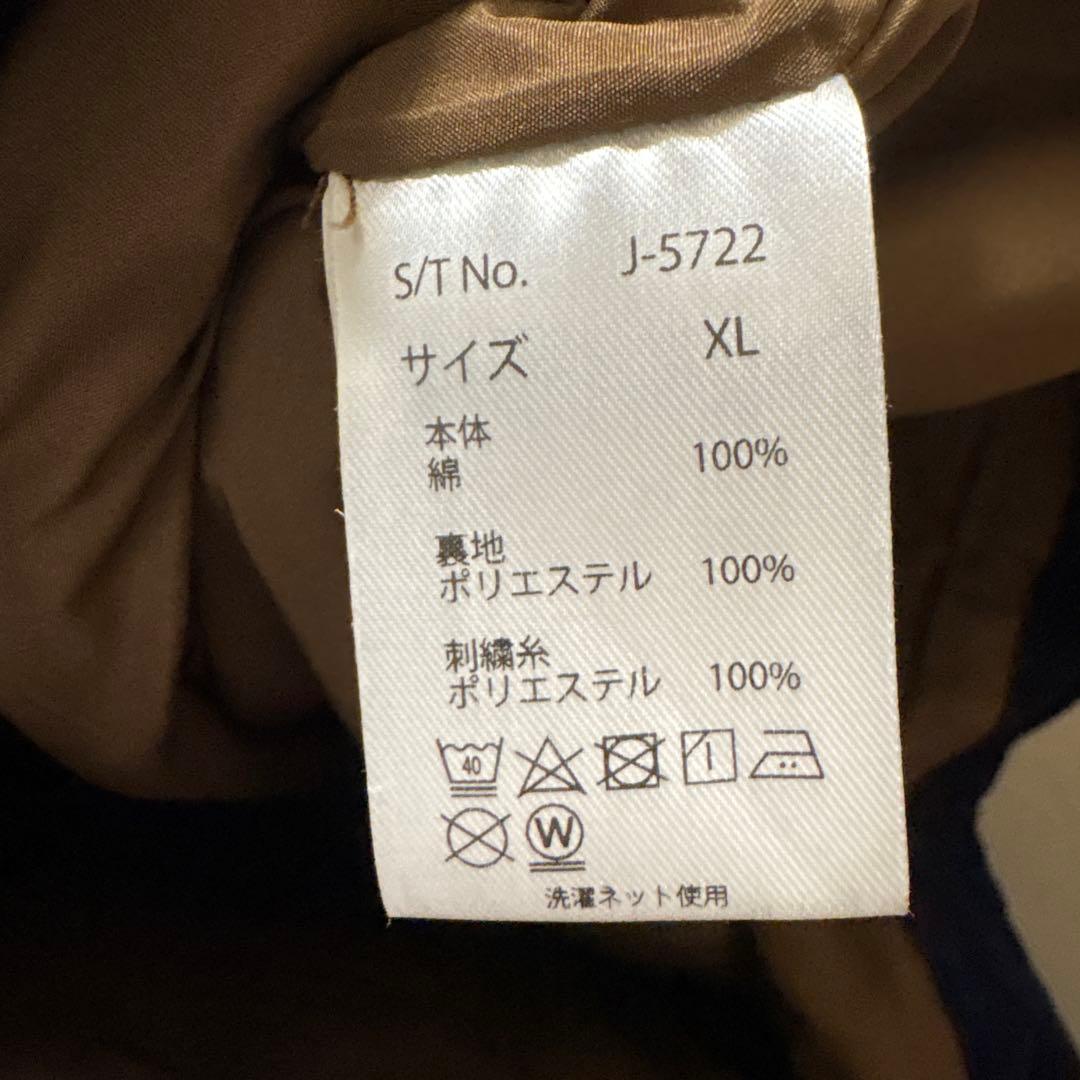 S/T No. J-5722
サイズ XL
本体
綿 100%
裏地
ポリエステル 100%
刺繍糸
ポリエステル 100%
40
W
洗濯ネット使用